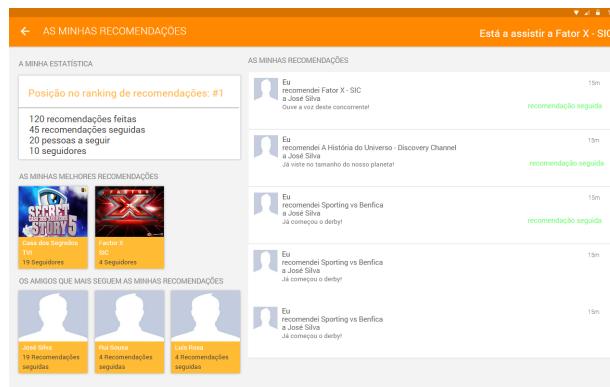 AS MINHAS RECOMENDAÇÕES
Está a assistir a Fator X - SIC
A MINHA ESTATÍSTICA
Posição no ranking de recomendações: #1
120 recomendações feitas
45 recomendações seguidas
20 pessoas a seguir
10 seguidores
AS MINHAS MELHORES RECOMENDAÇÕES
SECRET
STORY 5
Casa dos Segredos
TVI
19 Seguidores
FACTOR
X
Factor X
SIC
4 Seguidores
OS AMIGOS QUE MAIS SEGUEM AS MINHAS RECOMENDAÇÕES
José Silva
19 Recomendações
seguidas
Rui Sousa
4 Recomendações
seguidas
Luís Rosa
4 Recomendações
seguidas
AS MINHAS RECOMENDAÇÕES
Eu
15m
recomendei Fator X - SIC
a José Silva
Ouve a voz deste concorrente!
recomendação seguida
Eu
15m
recomendei A História do Universo - Discovery Channel
a José Silva
Já viste no tamanho do nosso planeta!
recomendação seguida
Eu
15m
recomendei Sporting vs Benfica
a José Silva
Já começou o derby!
recomendação seguida
Eu
15m
recomendei Sporting vs Benfica
a José Silva
Já começou o derby!
Eu
15m
recomendei Sporting vs Benfica
a José Silva
Já começou o derby!